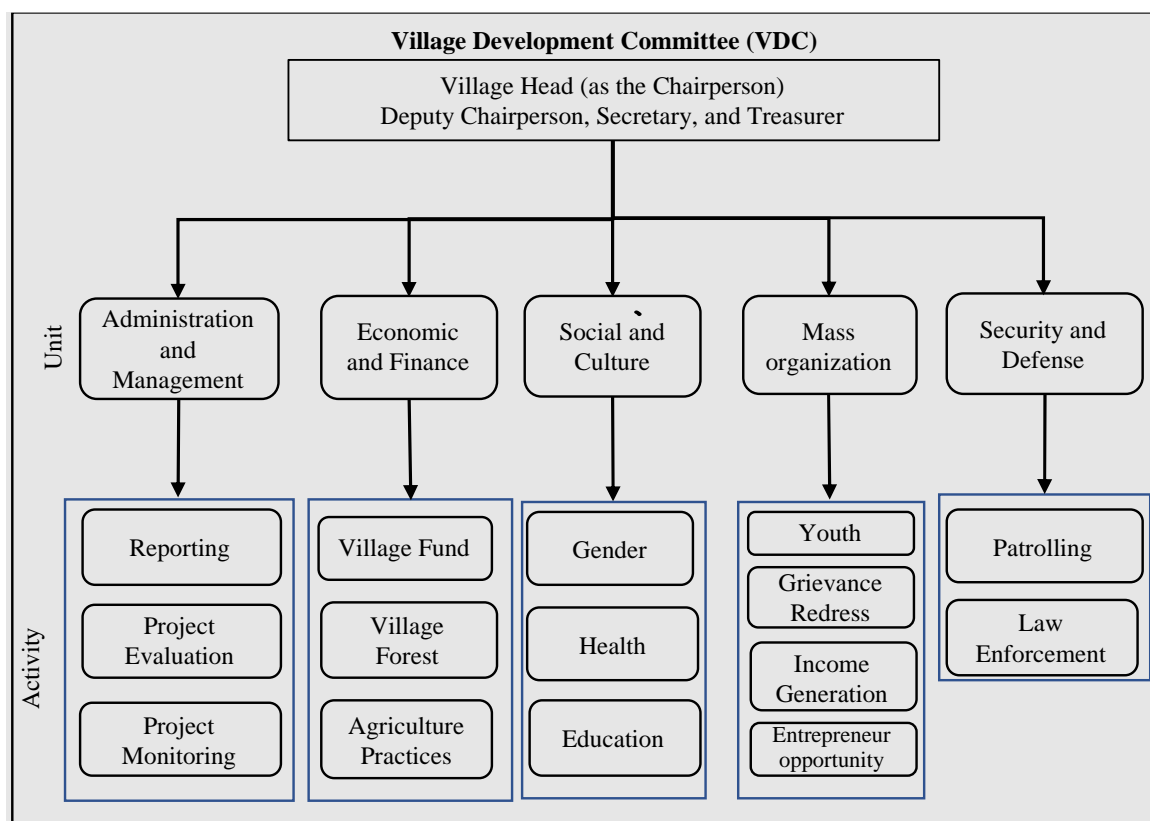 Village Development Committee (VDC)
Village Head (as the Chairperson)
Deputy Chairperson, Secretary, and Treasurer
Unit
Administration
and
Management
Economic
and Finance
Social and
Culture
Mass
organization
Security and
Defense
Activity
Reporting
Project
Evaluation
Project
Monitoring
Village Fund
Village
Forest
Agriculture
Practices
Gender
Health
Education
Youth
Grievance
Redress
Income
Generation
Entrepreneur
opportunity
Patrolling
Law
Enforcement